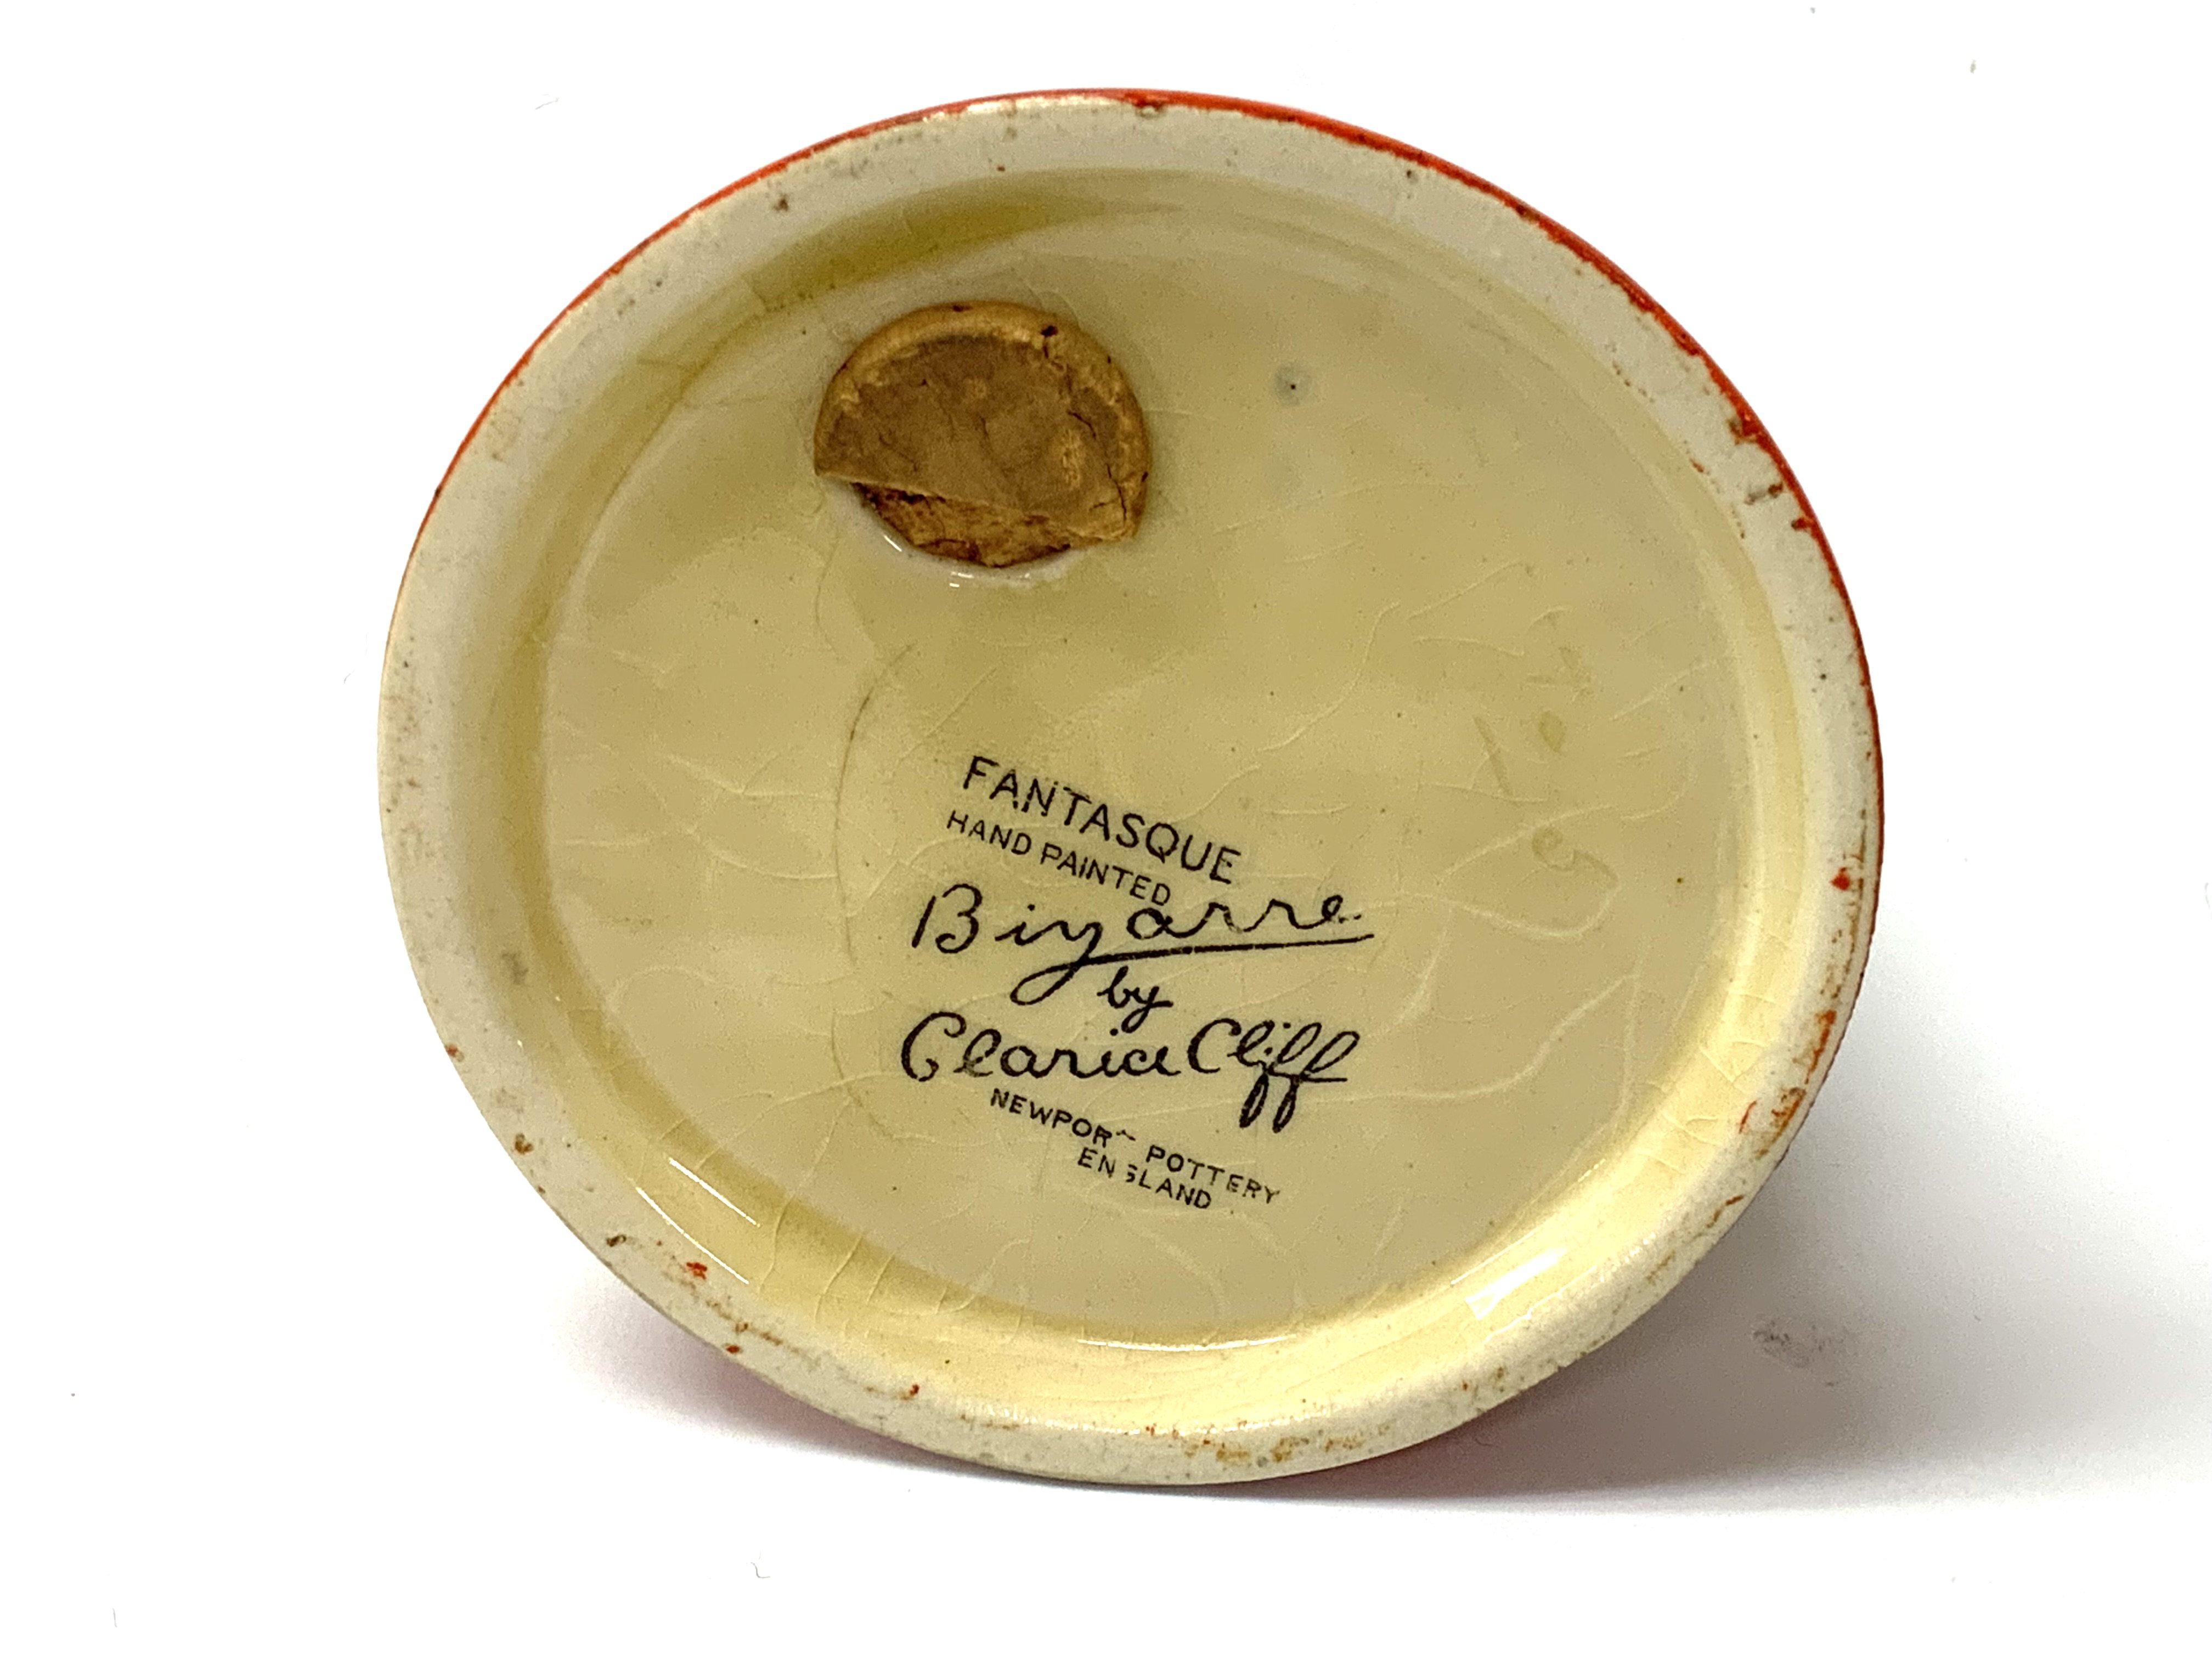 FANTASQUE
HAND PAINTED
Bizarre
by
Clarice Cliff
NEWPORT POTTERY
ENGLAND